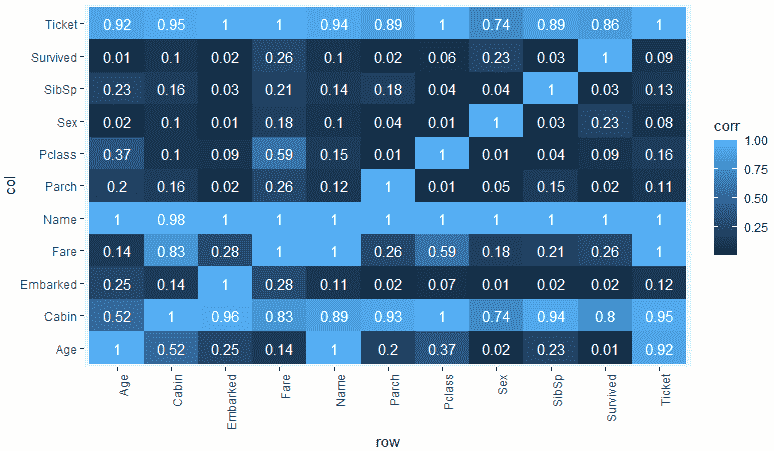 Ticket 0.92 0.95 1 1 0.94 0.89 1 0.74 0.89 0.86 1
Survived 0.01 0.1 0.02 0.26 0.1 0.02 0.06 0.23 0.03 1 0.09
SibSp 0.23 0.16 0.03 0.21 0.14 0.18 0.04 0.04 1 0.03 0.13
Sex 0.02 0.1 0.01 0.18 0.1 0.04 0.01 1 0.03 0.23 0.08
Pclass 0.37 0.1 0.09 0.59 0.15 0.01 1 0.01 0.04 0.09 0.16
Parch 0.2 0.16 0.02 0.26 0.12 1 0.01 0.05 0.15 0.02 0.11
Name 1 0.98 1 1 1 1 1 1 1 1 1
Fare 0.14 0.83 0.28 1 1 0.26 0.59 0.18 0.21 0.26 1
Embarked 0.25 0.14 1 0.28 0.11 0.02 0.07 0.01 0.02 0.02 0.12
Cabin 0.52 1 0.96 0.83 0.89 0.93 1 0.74 0.94 0.8 0.95
Age 1 0.52 0.25 0.14 1 0.2 0.37 0.02 0.23 0.01 0.92
Age Cabin Embarked Fare Name Parch Pclass Sex SibSp Survived Ticket
row
col
corr
1.00
0.75
0.50
0.25